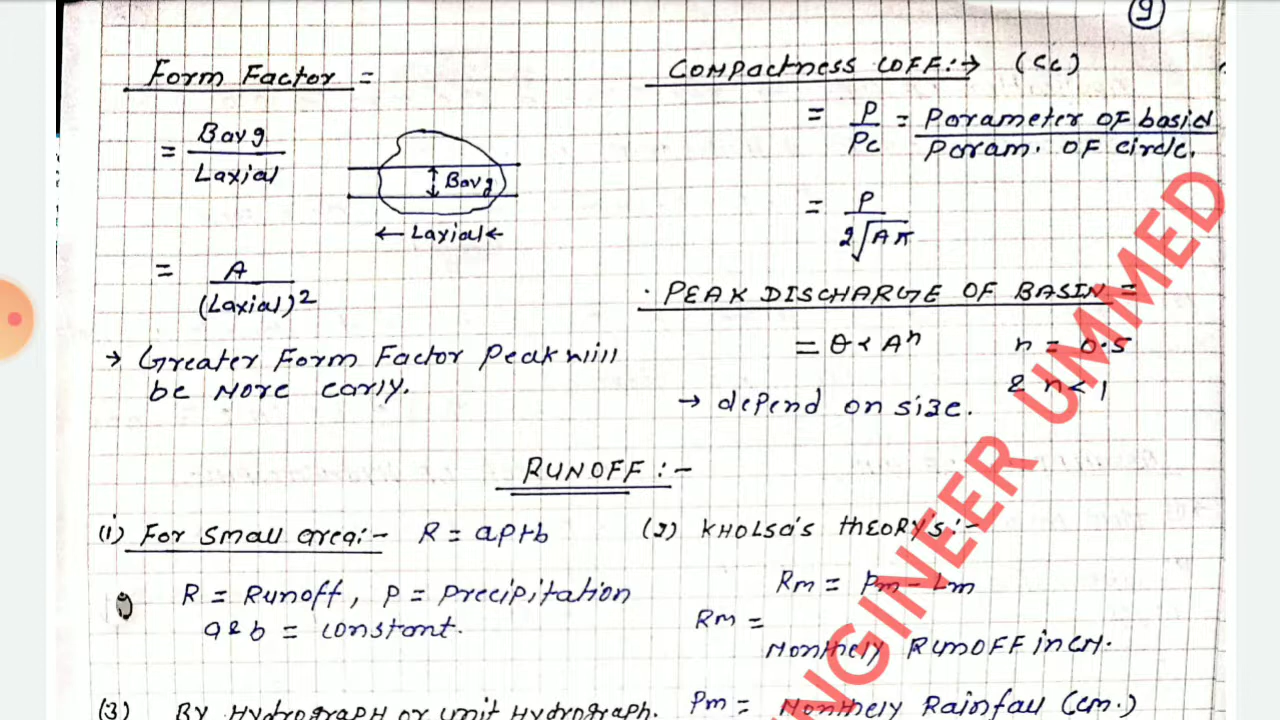 9
Form Factor =
= Bavg / Laxial
Bavg
← Laxial ←
= A / (Laxial)²
→ Greater Form Factor Peak will
be More early.
COMPactness COFF:→ (Cc)
= P / Pc = Parameter OF basin / Param. OF circle.
= P / 2√Aπ
· PEAK DISCHARGE OF BASIN =
= Q ∝ Aⁿ n = 0.5
& n < 1
→ depend on size.
RUNOFF :-
(1) For small area:- R = aP+b
R = Runoff, P = Precipitation
a & b = constant.
(2) KHOLSa's thEORY's:-
Rm = Pm - Lm
Rm =
Monthely RunOFF in CM.
Pm = Monthely Rainfall (cm.)
(3) By Hydrograph or unit Hydrograph.
ENGINEER UMMED